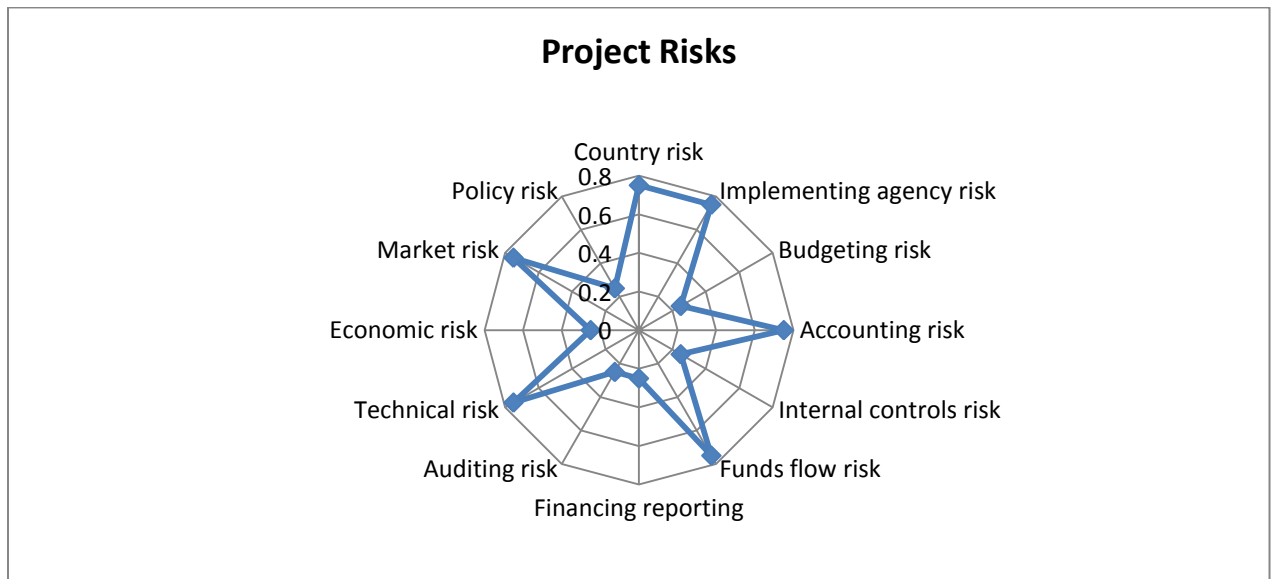 Project Risks
Country risk
Implementing agency risk
Budgeting risk
Accounting risk
Internal controls risk
Funds flow risk
Financing reporting
Auditing risk
Technical risk
Economic risk
Market risk
Policy risk
0.8
0.6
0.4
0.2
0